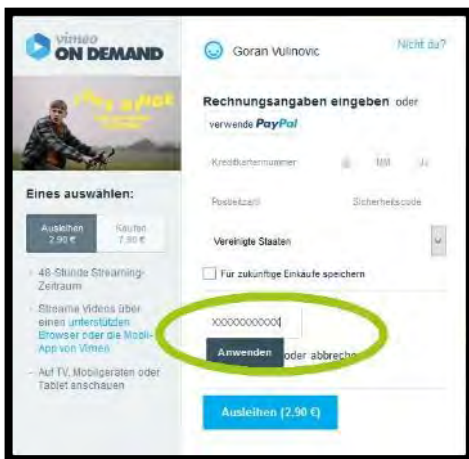 vimeo
ON DEMAND
Eines auswählen:
Ausleihen
2,90 €
Kaufen
7,90 €
- 48-Stunde Streaming-
Zeitraum
- Streame Videos über
einen unterstützten
Browser oder die Mobil-
App von Vimeo
- Auf TV, Mobilgeräten oder
Tablet anschauen
Goran Vulinovic
Nicht du?
Rechnungsangaben eingeben oder
verwende PayPal
Kreditkartennummer MM
Postleitzahl Sicherheitscode
Vereinigte Staaten
Für zukünftige Einkäufe speichern
xxxxxxxxxxxx
Anwenden oder abbreche
Ausleihen (2,90 €)